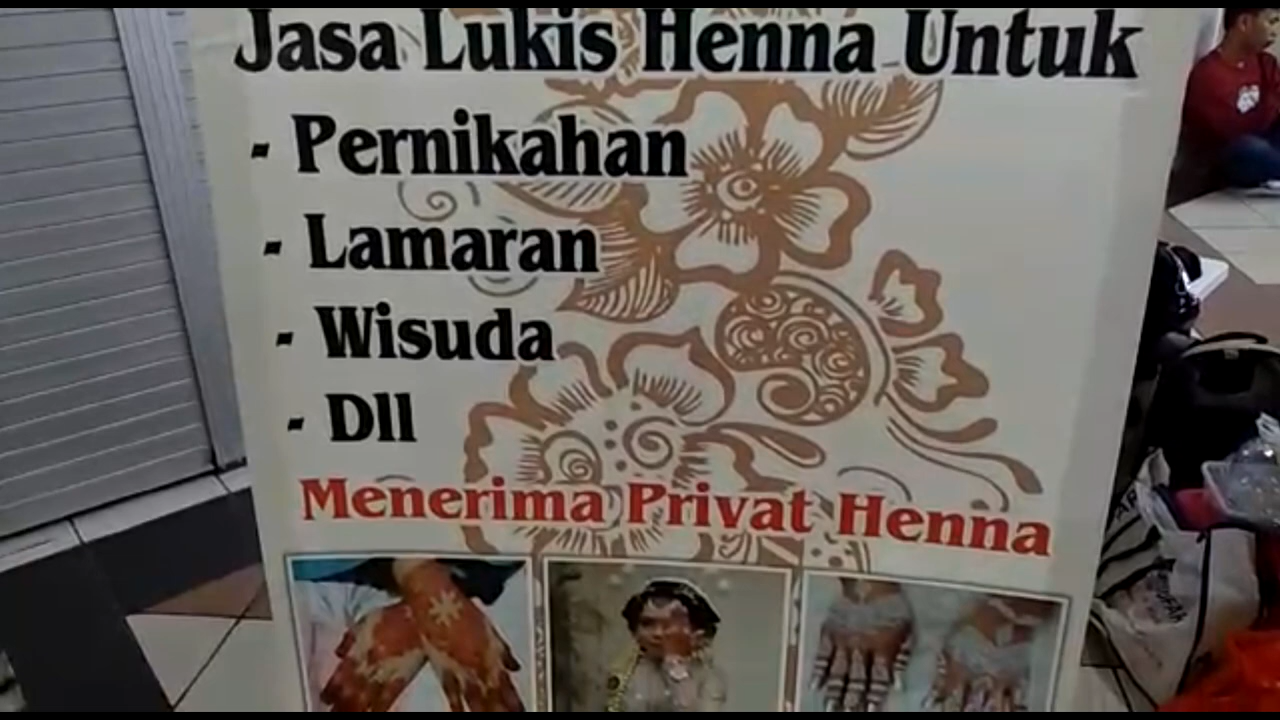 Jasa Lukis Henna Untuk
- Pernikahan
- Lamaran
- Wisuda
- Dll
Menerima Privat Henna